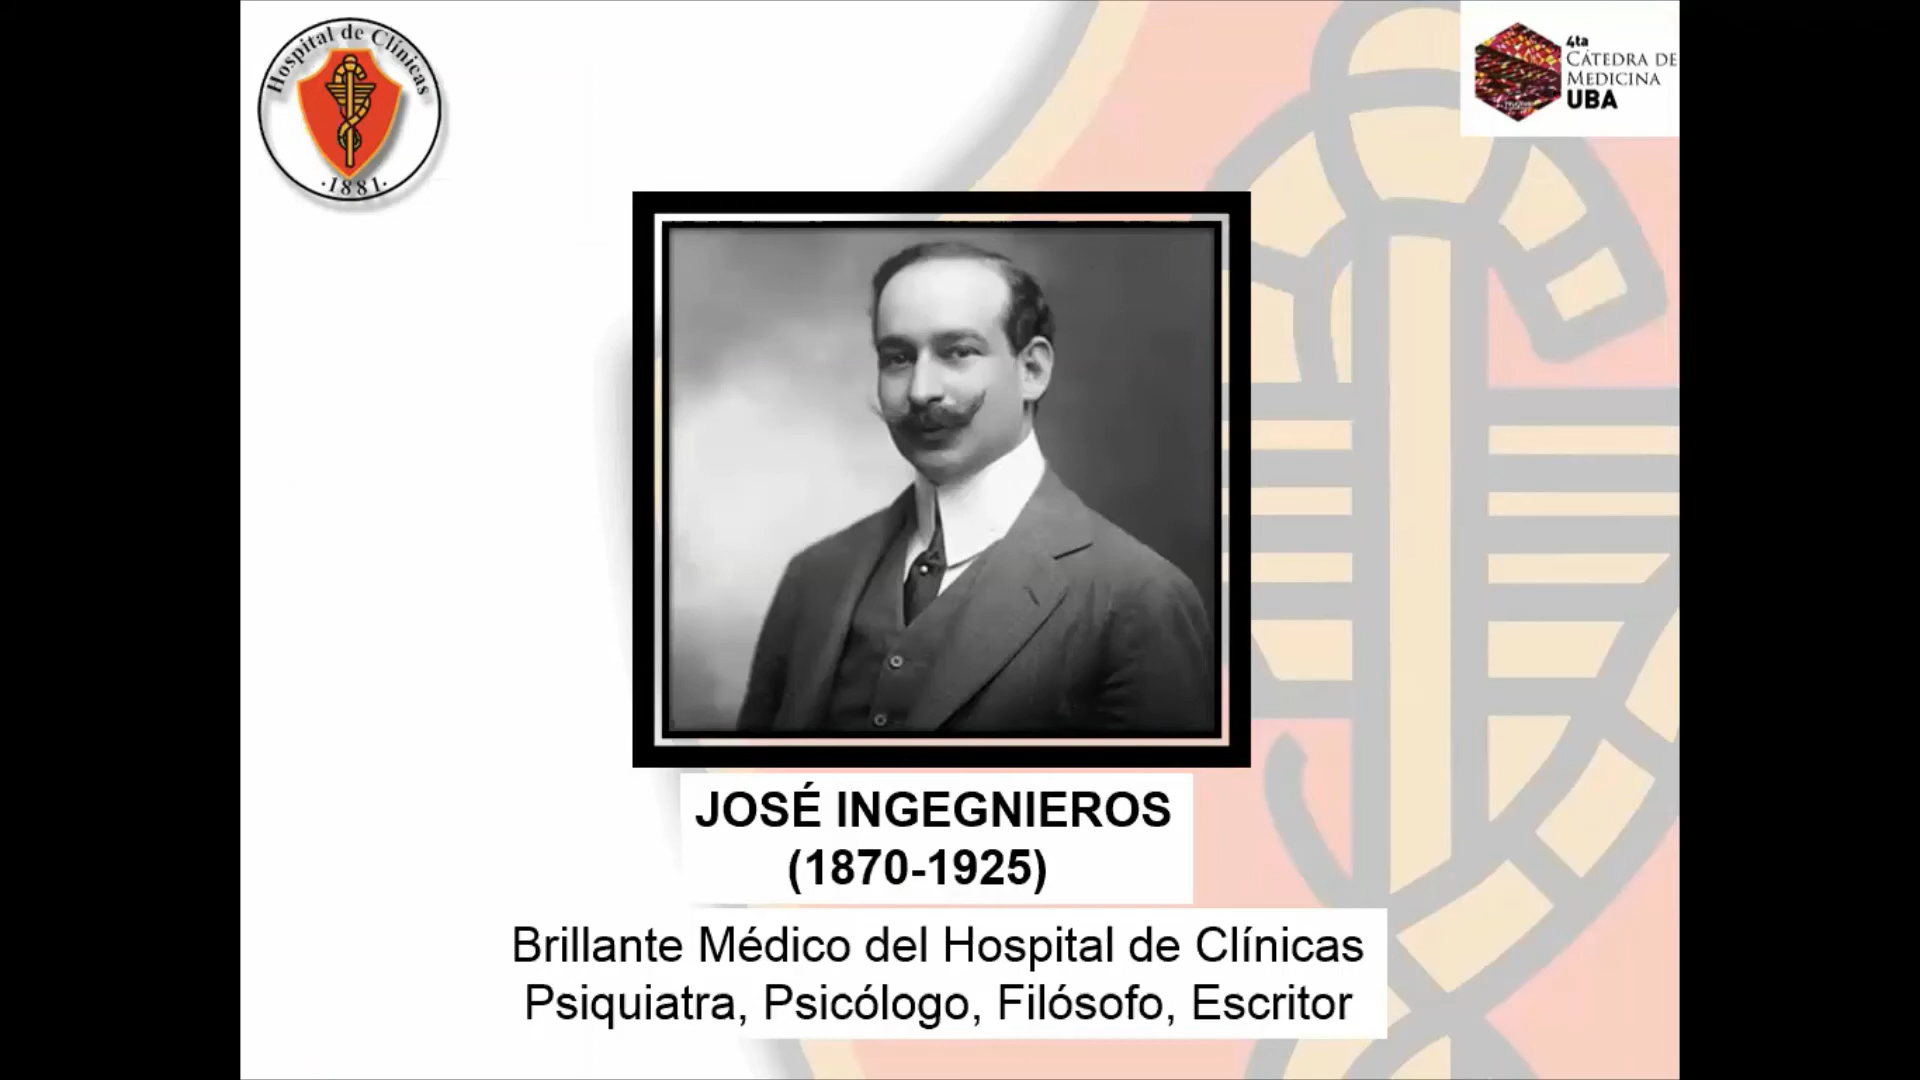 Hospital de Clínicas
·1881·
4ta
CÁTEDRA DE
MEDICINA
UBA
JOSÉ INGEGNIEROS
(1870-1925)
Brillante Médico del Hospital de Clínicas
Psiquiatra, Psicólogo, Filósofo, Escritor